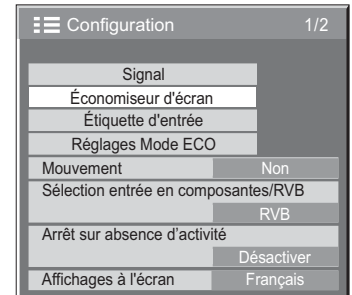 Configuration 1/2
Signal
Économiseur d'écran
Étiquette d'entrée
Réglages Mode ECO
Mouvement Non
Sélection entrée en composantes/RVB
RVB
Arrêt sur absence d’activité
Désactiver
Affichages à l'écran Français